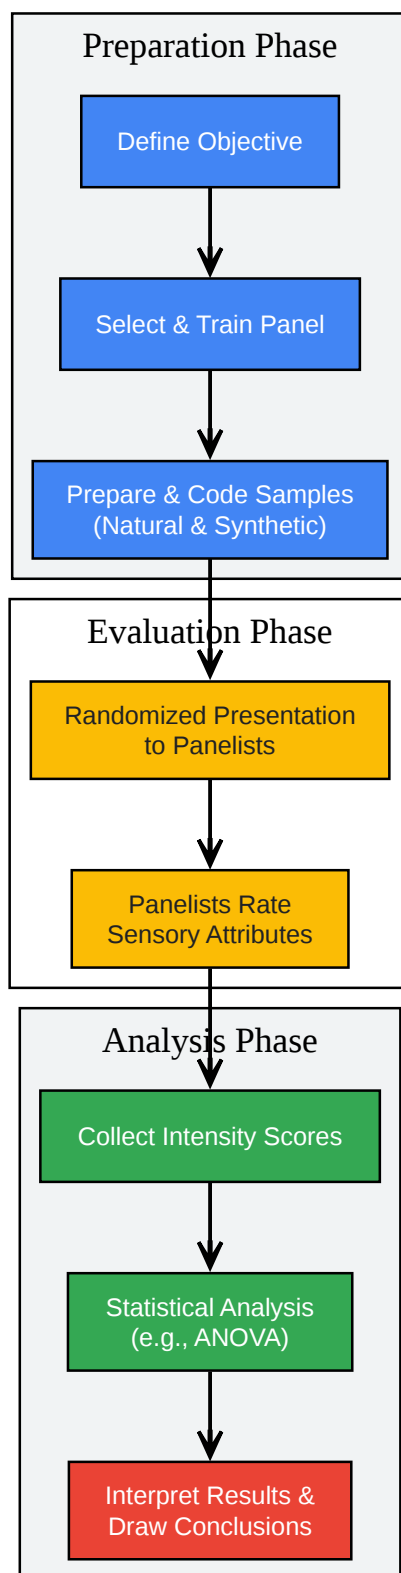 Preparation Phase
Define Objective
Select & Train Panel
Prepare & Code Samples
(Natural & Synthetic)
Evaluation Phase
Randomized Presentation
to Panelists
Panelists Rate
Sensory Attributes
Analysis Phase
Collect Intensity Scores
Statistical Analysis
(e.g., ANOVA)
Interpret Results &
Draw Conclusions